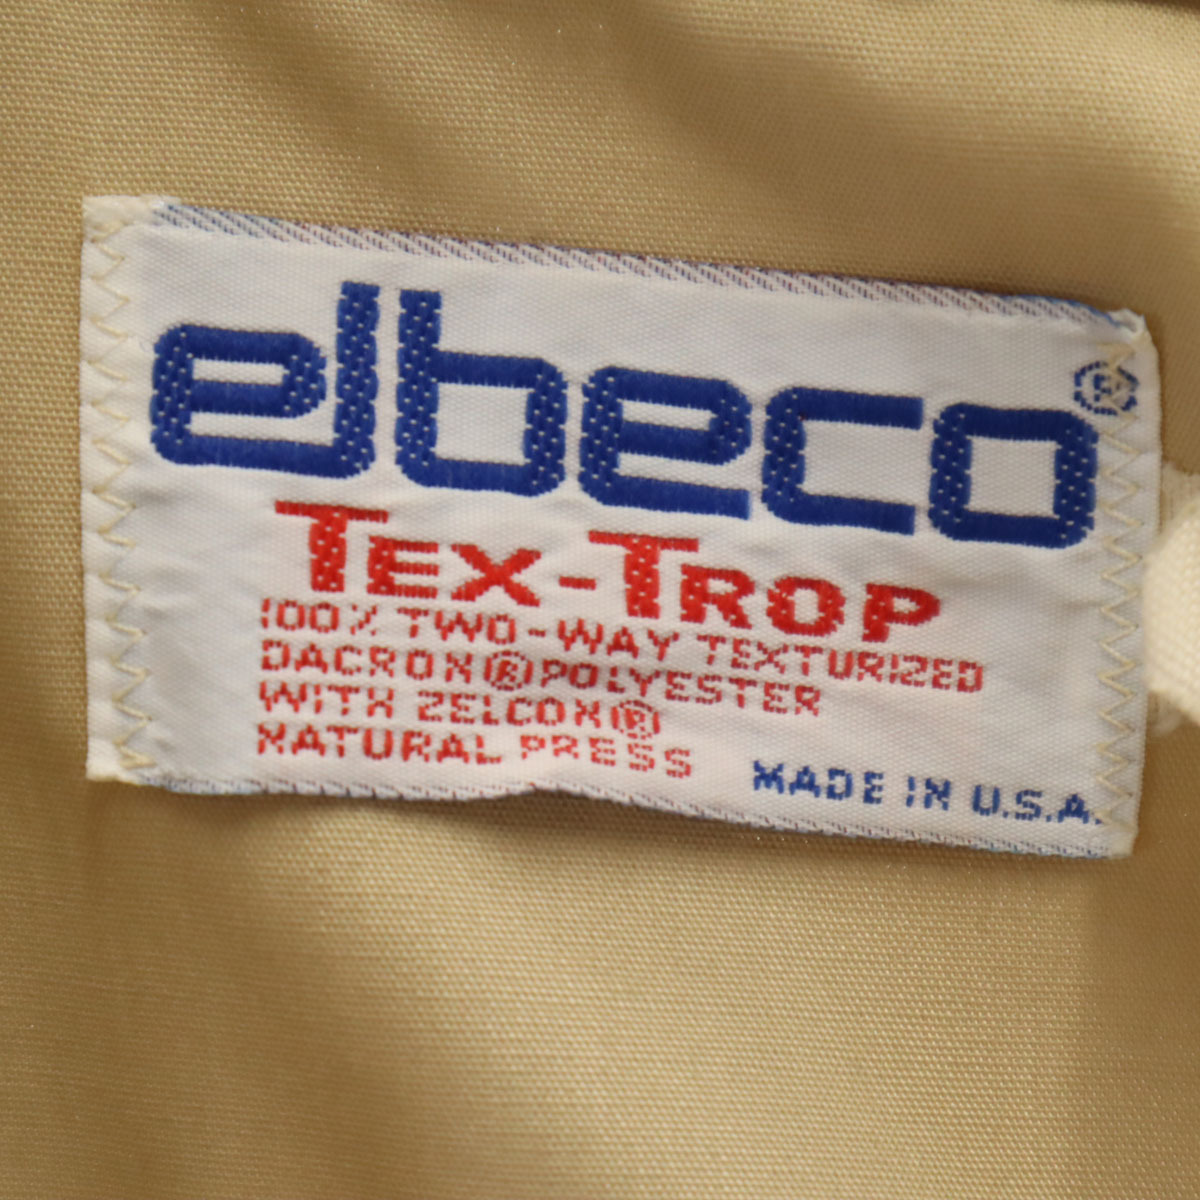 elbeco®
TEX-TROP
100% TWO-WAY TEXTURIZED
DACRON®POLYESTER
WITH ZELCON®
NATURAL PRESS
MADE IN U.S.A.